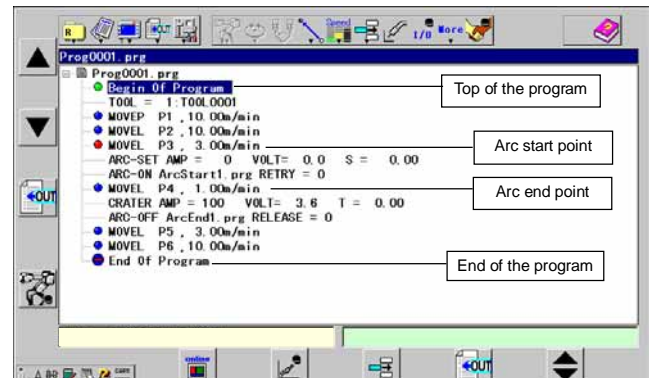 Speed
R
OUT
I/O
More
Prog0001.prg
Prog0001.prg
Begin Of Program
Top of the program
TOOL = 1:TOOL0001
MOVEP P1 , 10.00m/min
MOVEL P2 , 10.00m/min
MOVEL P3 , 3.00m/min
Arc start point
ARC-SET AMP = 0 VOLT= 0.0 S = 0.00
ARC-ON ArcStart1.prg RETRY = 0
MOVEL P4 , 1.00m/min
Arc end point
CRATER AMP = 100 VOLT= 3.6 T = 0.00
ARC-OFF ArcEnd1.prg RELEASE = 0
MOVEL P5 , 3.00m/min
MOVEL P6 , 10.00m/min
End Of Program
End of the program
OUT
online
OUT